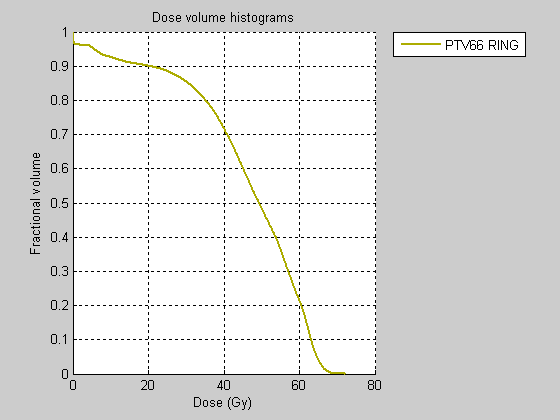 Dose volume histograms
PTV66 RING
1
0.9
0.8
0.7
0.6
0.5
0.4
0.3
0.2
0.1
0
Fractional volume
0 20 40 60 80
Dose (Gy)